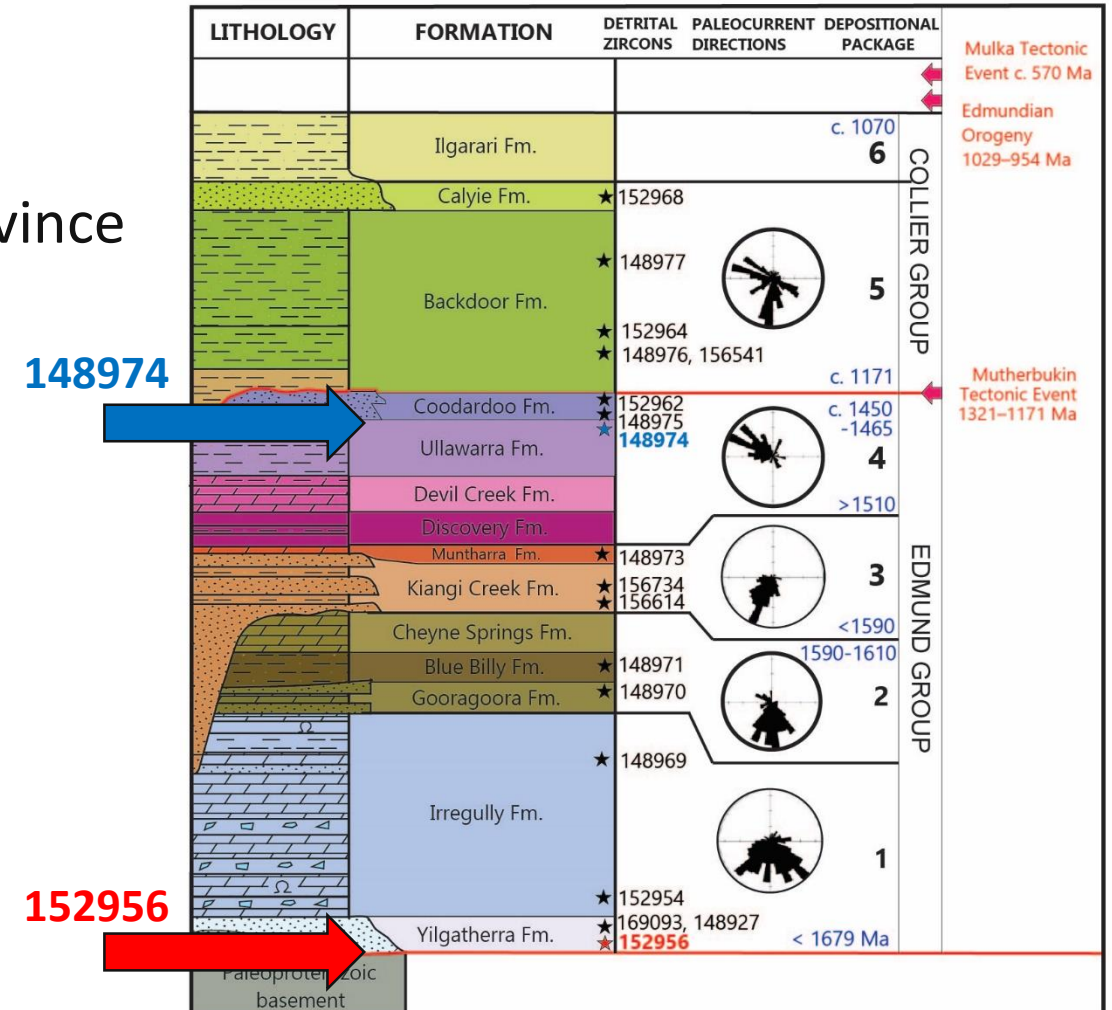 LITHOLOGY
FORMATION
DETRITAL
ZIRCONS
PALEOCURRENT
DIRECTIONS
DEPOSITIONAL
PACKAGE
Mulka Tectonic
Event c. 570 Ma
Edmundian
Orogeny
1029–954 Ma
Ilgarari Fm.
c. 1070
6
COLLIER GROUP
Calyie Fm.
152968
vince
Backdoor Fm.
148977
152964
148976, 156541
5
c. 1171
148974
Mutherbukin
Tectonic Event
1321–1171 Ma
Coodardoo Fm.
152962
148975
148974
c. 1450
-1465
4
>1510
Ullawarra Fm.
Devil Creek Fm.
Discovery Fm.
Muntharra Fm.
148973
Kiangi Creek Fm.
156734
156614
3
<1590
EDMUND GROUP
Cheyne Springs Fm.
1590-1610
Blue Billy Fm.
148971
Gooragoora Fm.
148970
2
Ω
148969
Irregully Fm.
1
Ω
152954
152956
Yilgatherra Fm.
169093, 148927
152956
< 1679 Ma
Paleoproterozoic
basement